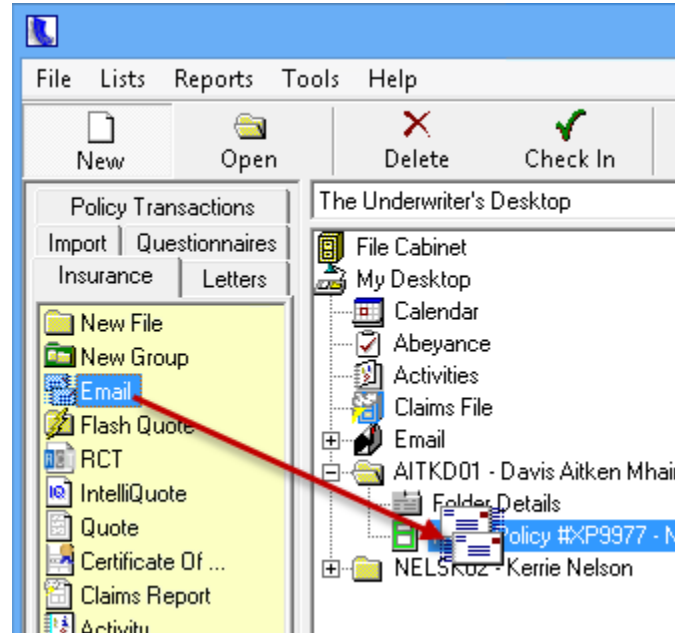 File Lists Reports Tools Help
New Open Delete Check In
Policy Transactions
Import Questionnaires
Insurance Letters
New File
New Group
Email
Flash Quote
RCT
IntelliQuote
Quote
Certificate Of ...
Claims Report
Activity
The Underwriter's Desktop
File Cabinet
My Desktop
Calendar
Abeyance
Activities
Claims File
Email
AITKD01 - Davis Aitken Mhair
Folder Details
Policy #XP9977 - N
NELSK02 - Kerrie Nelson